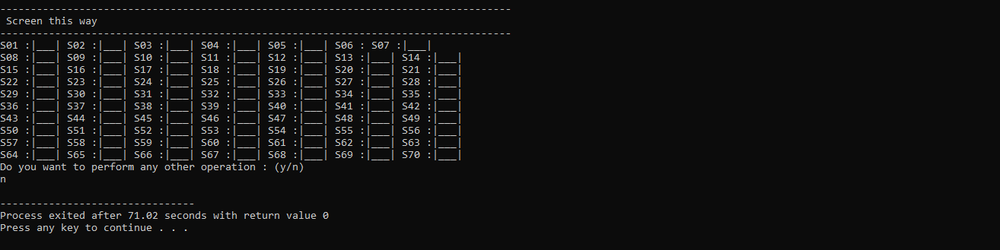 ------------------------------------------------------------------------------------
 Screen this way
------------------------------------------------------------------------------------
S01 :|___| S02 :|___| S03 :|___| S04 :|___| S05 :|___| S06 : S07 :|___|
S08 :|___| S09 :|___| S10 :|___| S11 :|___| S12 :|___| S13 :|___| S14 :|___|
S15 :|___| S16 :|___| S17 :|___| S18 :|___| S19 :|___| S20 :|___| S21 :|___|
S22 :|___| S23 :|___| S24 :|___| S25 :|___| S26 :|___| S27 :|___| S28 :|___|
S29 :|___| S30 :|___| S31 :|___| S32 :|___| S33 :|___| S34 :|___| S35 :|___|
S36 :|___| S37 :|___| S38 :|___| S39 :|___| S40 :|___| S41 :|___| S42 :|___|
S43 :|___| S44 :|___| S45 :|___| S46 :|___| S47 :|___| S48 :|___| S49 :|___|
S50 :|___| S51 :|___| S52 :|___| S53 :|___| S54 :|___| S55 :|___| S56 :|___|
S57 :|___| S58 :|___| S59 :|___| S60 :|___| S61 :|___| S62 :|___| S63 :|___|
S64 :|___| S65 :|___| S66 :|___| S67 :|___| S68 :|___| S69 :|___| S70 :|___|
Do you want to perform any other operation : (y/n)
n

--------------------------------
Process exited after 71.02 seconds with return value 0
Press any key to continue . . .